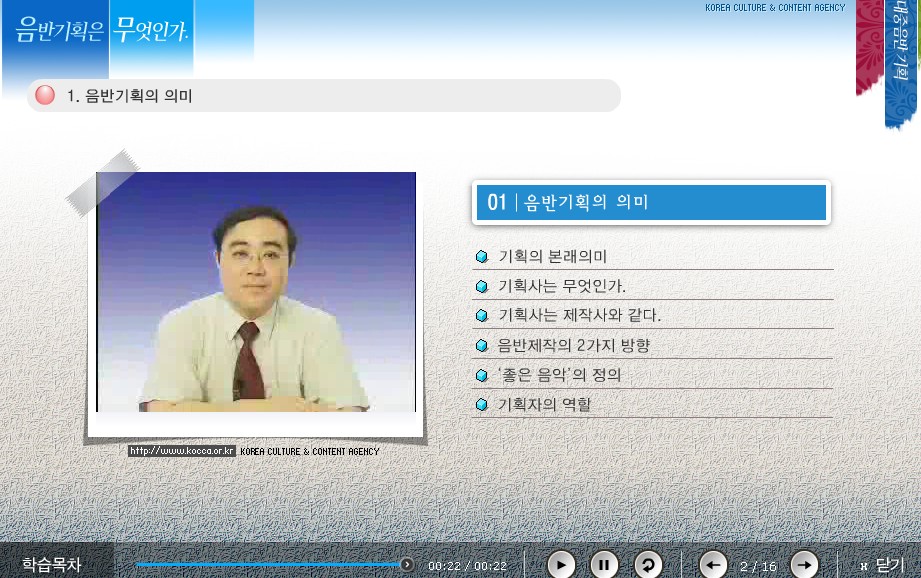 음반기획은 무엇인가.
KOREA CULTURE & CONTENT AGENCY
대중음반 기획
1. 음반기획의 의미
01 음반기획의 의미
기획의 본래의미
기획사는 무엇인가.
기획사는 제작사와 같다.
음반제작의 2가지 방향
‘좋은 음악’의 정의
기획자의 역할
http://www.kocca.or.kr KOREA CULTURE & CONTENT AGENCY
학습목차 00:22 / 00:22 2 / 16 x 닫기